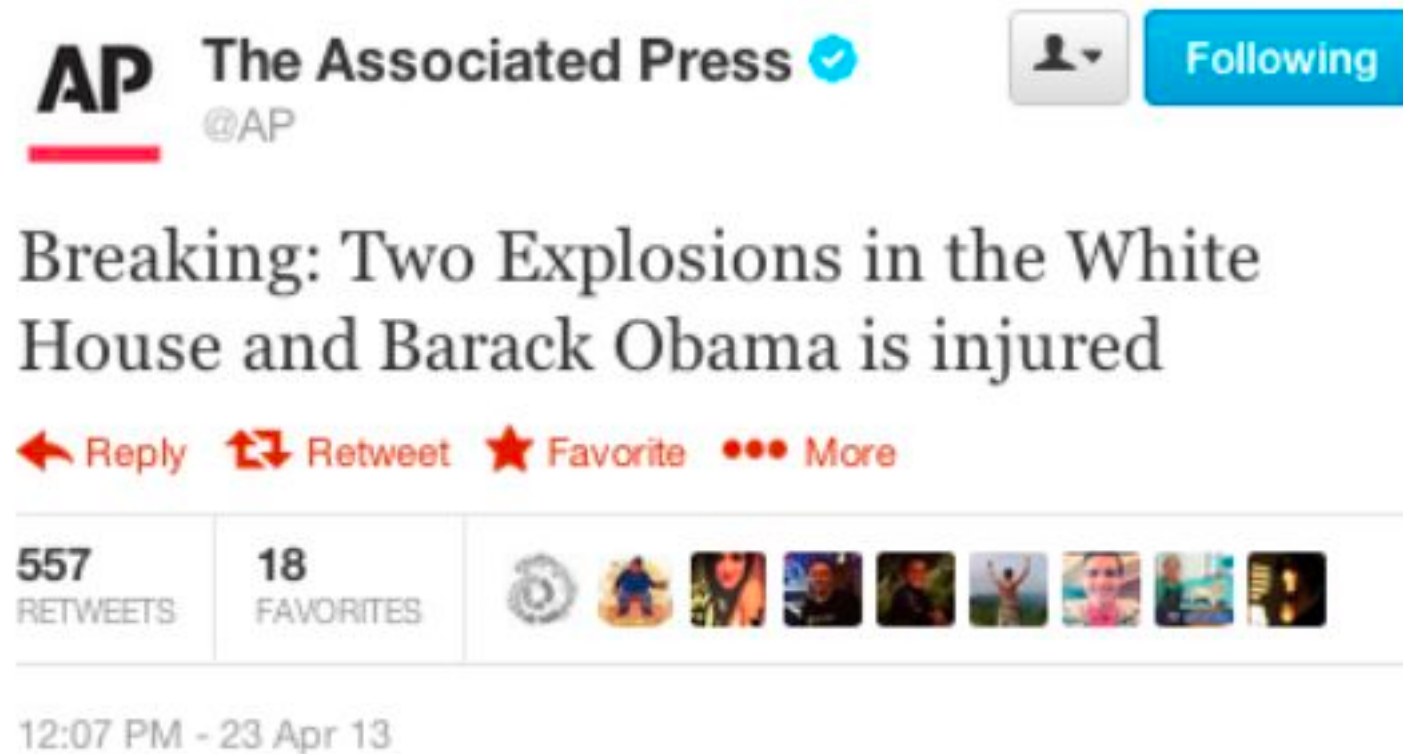 AP The Associated Press Following
@AP
Breaking: Two Explosions in the White
House and Barack Obama is injured
Reply Retweet Favorite More
557 18
RETWEETS FAVORITES
12:07 PM - 23 Apr 13